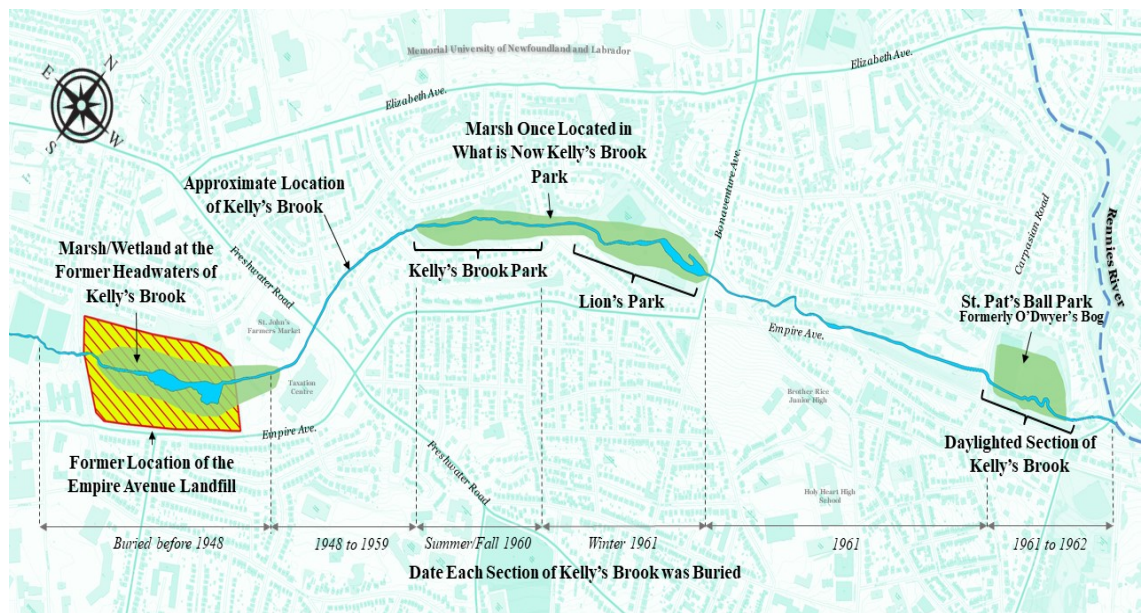 Memorial University of Newfoundland and Labrador
Elizabeth Ave.
Elizabeth Ave.
N
E
W
S
Marsh Once Located in
What is Now Kelly's Brook
Park
Approximate Location
of Kelly's Brook
Bonaventure Ave.
Carpasian Road
Rennies River
Marsh/Wetland at the
Former Headwaters of
Kelly's Brook
Freshwater Road
Kelly's Brook Park
Lion's Park
St. Pat's Ball Park
Formerly O'Dwyer's Bog
St. John's
Farmers Market
Empire Ave.
Taxation
Centre
Brother Rice
Junior High
Empire Ave.
Freshwater Road
Daylighted Section of
Kelly's Brook
Former Location of the
Empire Avenue Landfill
Holy Heart High
School
Buried before 1948
1948 to 1959
Summer/Fall 1960
Winter 1961
1961
1961 to 1962
Date Each Section of Kelly's Brook was Buried